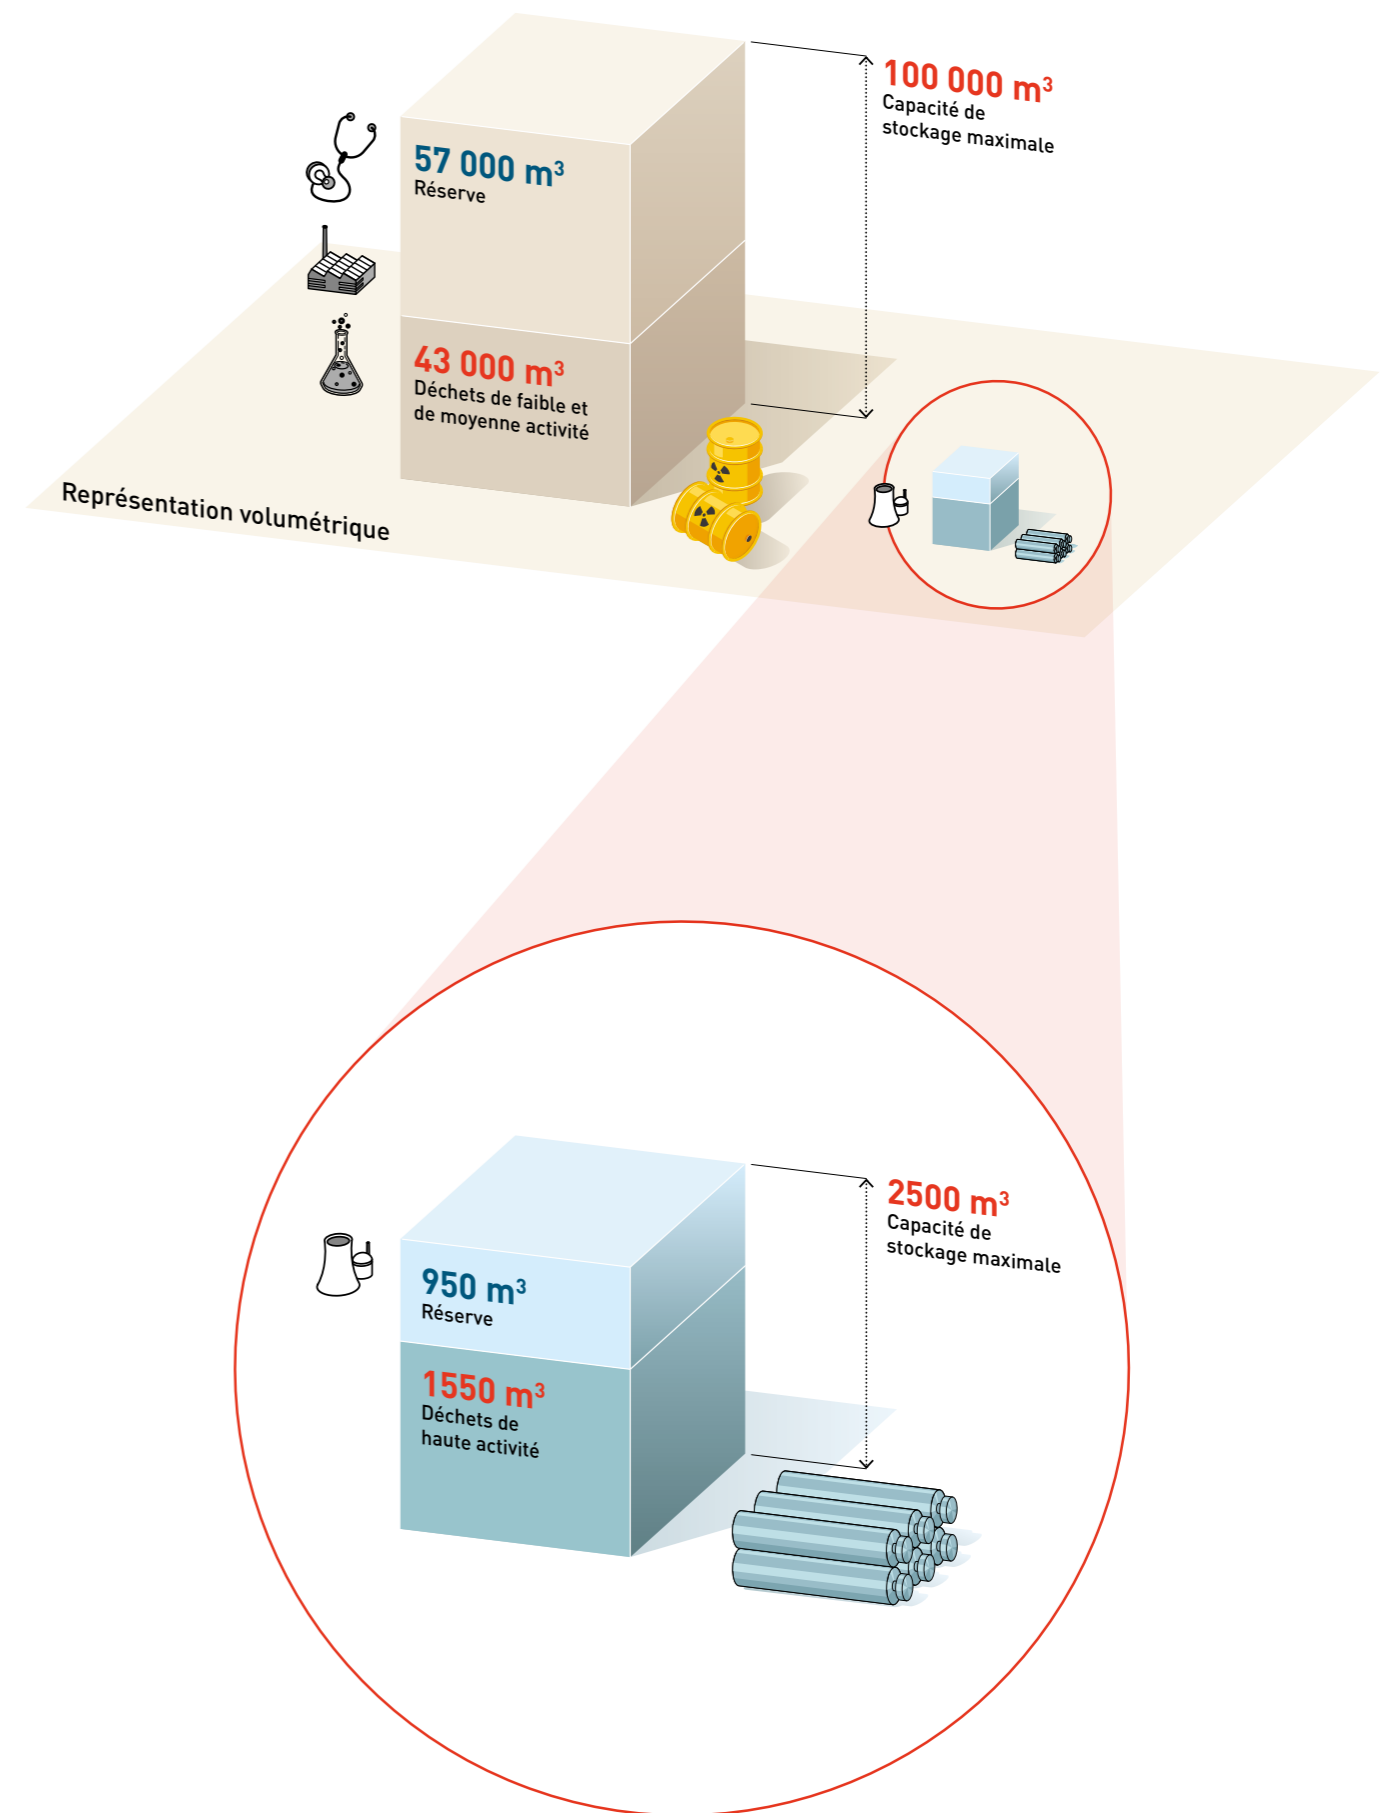 100 000 m³
Capacité de
stockage maximale
57 000 m³
Réserve
43 000 m³
Déchets de faible et
de moyenne activité
Représentation volumétrique
2500 m³
Capacité de
stockage maximale
950 m³
Réserve
1550 m³
Déchets de
haute activité